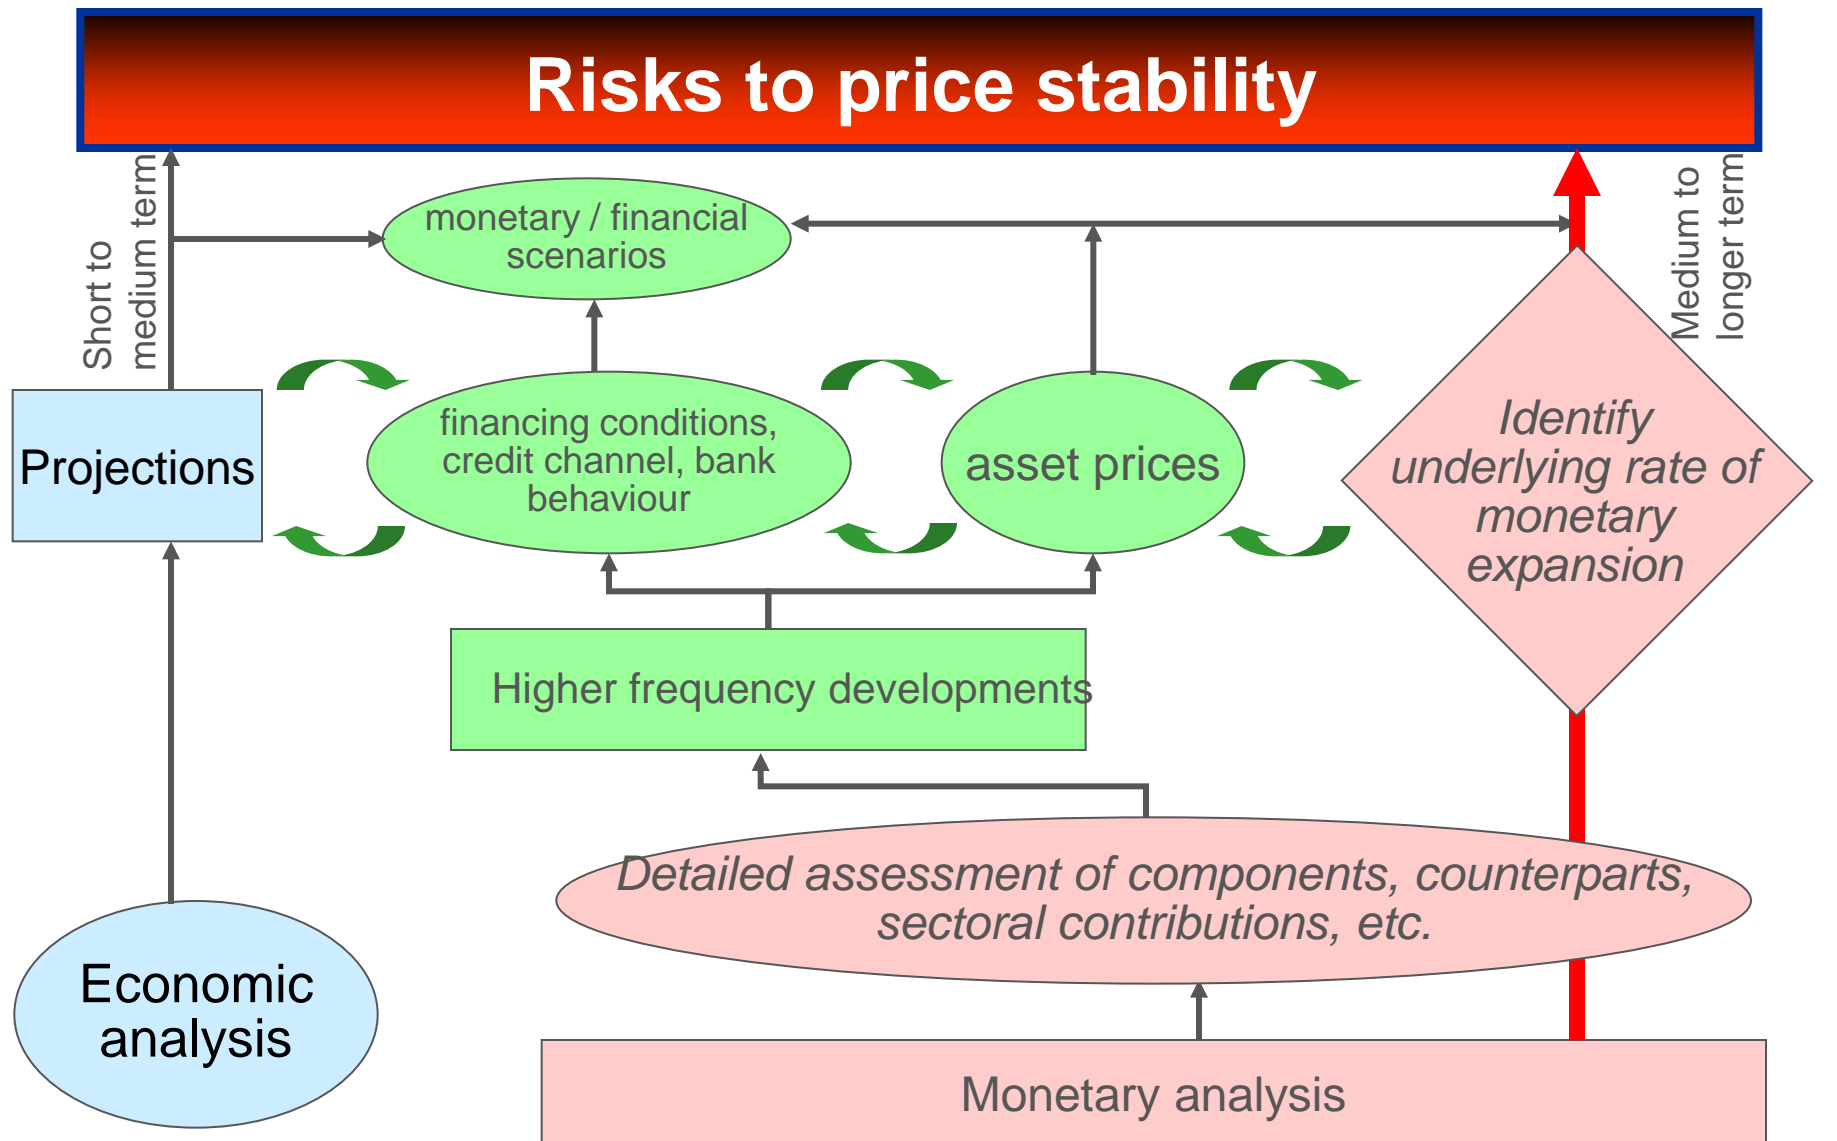 Risks to price stability
Short to
medium term
monetary / financial
scenarios
Medium to
longer term
Projections
financing conditions,
credit channel, bank
behaviour
asset prices
Identify
underlying rate of
monetary
expansion
Higher frequency developments
Detailed assessment of components, counterparts,
sectoral contributions, etc.
Economic
analysis
Monetary analysis